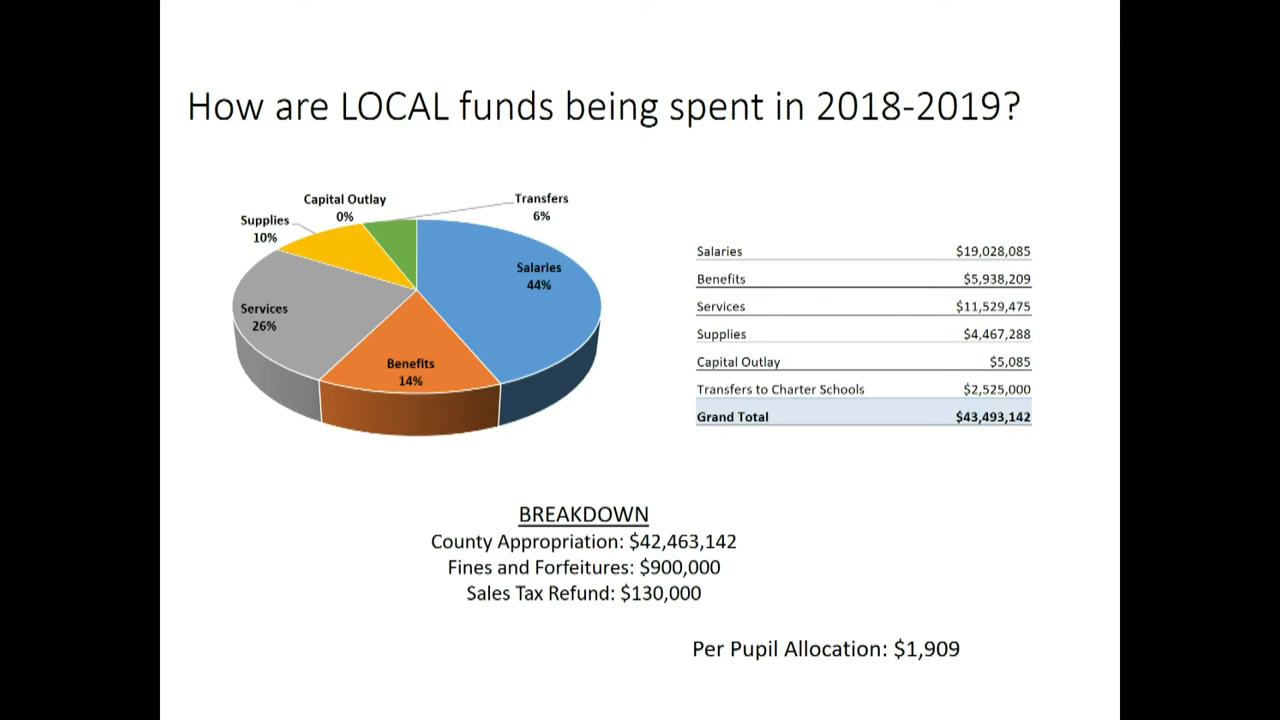 How are LOCAL funds being spent in 2018-2019?
Capital Outlay
0%
Transfers
6%
Supplies
10%
Salaries
44%
Services
26%
Benefits
14%
Salaries $19,028,085
Benefits $5,938,209
Services $11,529,475
Supplies $4,467,288
Capital Outlay $5,085
Transfers to Charter Schools $2,525,000
Grand Total $43,493,142
BREAKDOWN
County Appropriation: $42,463,142
Fines and Forfeitures: $900,000
Sales Tax Refund: $130,000
Per Pupil Allocation: $1,909